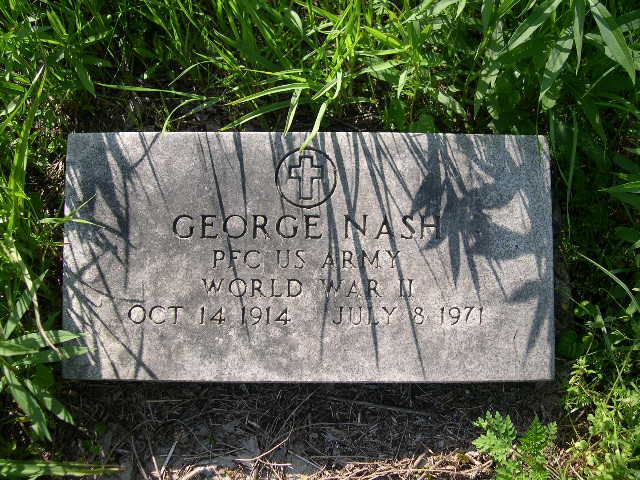 GEORGE NASH
PFC US ARMY
WORLD WAR II
OCT 14 1914 JULY 8 1971